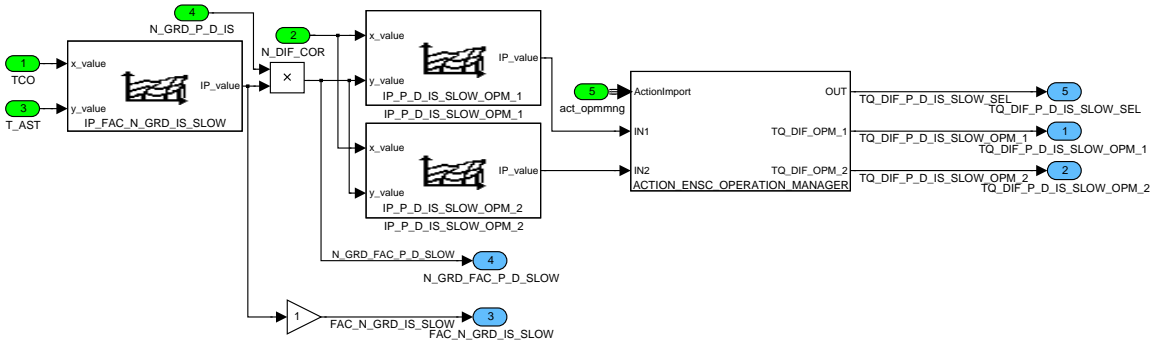 4
N_GRD_P_D_IS
1
TCO
3
T_AST
x_value
y_value
IP_value
IP_FAC_N_GRD_IS_SLOW
×
2
N_DIF_COR
x_value
y_value
IP_value
IP_P_D_IS_SLOW_OPM_1
IP_P_D_IS_SLOW_OPM_1
x_value
y_value
IP_value
IP_P_D_IS_SLOW_OPM_2
IP_P_D_IS_SLOW_OPM_2
5
act_opmmng
ActionImport
IN1
IN2
OUT
TQ_DIF_OPM_1
TQ_DIF_OPM_2
ACTION_ENSC_OPERATION_MANAGER
TQ_DIF_P_D_IS_SLOW_SEL
5
TQ_DIF_P_D_IS_SLOW_SEL
TQ_DIF_P_D_IS_SLOW_OPM_1
1
TQ_DIF_P_D_IS_SLOW_OPM_1
TQ_DIF_P_D_IS_SLOW_OPM_2
2
TQ_DIF_P_D_IS_SLOW_OPM_2
N_GRD_FAC_P_D_SLOW
4
N_GRD_FAC_P_D_SLOW
1
FAC_N_GRD_IS_SLOW
3
FAC_N_GRD_IS_SLOW